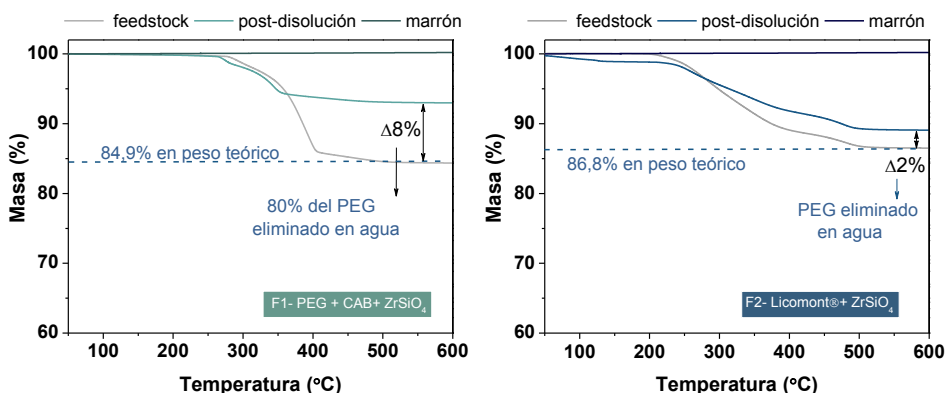 feedstock
post-disolución
marrón
100
90
80
70
60
Masa (%)
84,9% en peso teórico
Δ8%
80% del PEG
eliminado en agua
F1- PEG + CAB+ ZrSiO₄
100 200 300 400 500 600
Temperatura (°C)
feedstock
post-disolución
marrón
100
90
80
70
60
Masa (%)
86,8% en peso teórico
Δ2%
PEG eliminado
en agua
F2- Licomont®+ ZrSiO₄
100 200 300 400 500 600
Temperatura (°C)